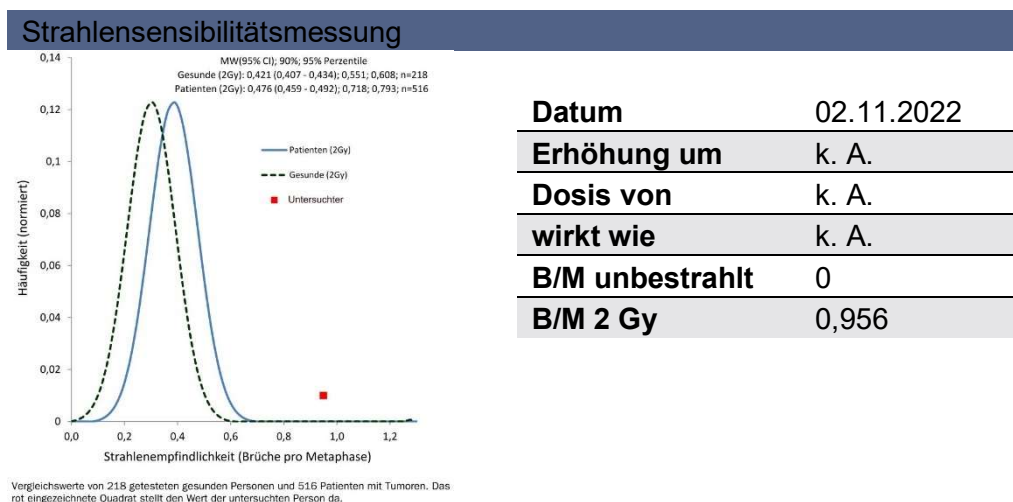 Strahlensensibilitätsmessung
MW(95% CI); 90%; 95% Perzentile
Gesunde (2Gy): 0,421 (0,407 - 0,434); 0,551; 0,608; n=218
Patienten (2Gy): 0,476 (0,459 - 0,492); 0,718; 0,793; n=516
Patienten (2Gy)
Gesunde (2Gy)
Untersuchter
Häufigkeit (normiert)
0,14
0,12
0,1
0,08
0,06
0,04
0,02
0
0,0 0,2 0,4 0,6 0,8 1,0 1,2
Strahlenempfindlichkeit (Brüche pro Metaphase)
Vergleichswerte von 218 getesteten gesunden Personen und 516 Patienten mit Tumoren. Das
rot eingezeichnete Quadrat stellt den Wert der untersuchten Person da.
Datum 02.11.2022
Erhöhung um k. A.
Dosis von k. A.
wirkt wie k. A.
B/M unbestrahlt 0
B/M 2 Gy 0,956